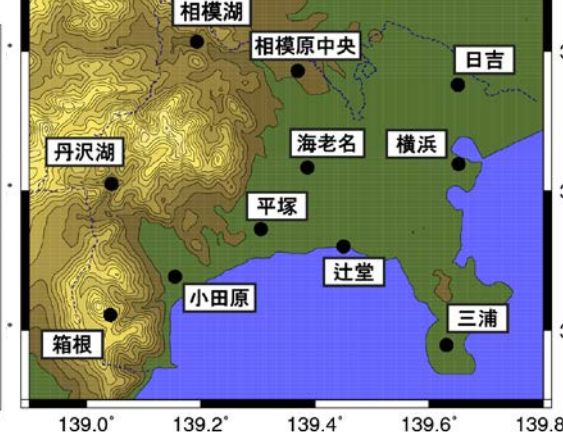 相模湖
相模原中央
日吉
丹沢湖
海老名
横浜
平塚
辻堂
小田原
三浦
箱根
139.0°
139.2°
139.4°
139.6°
139.8